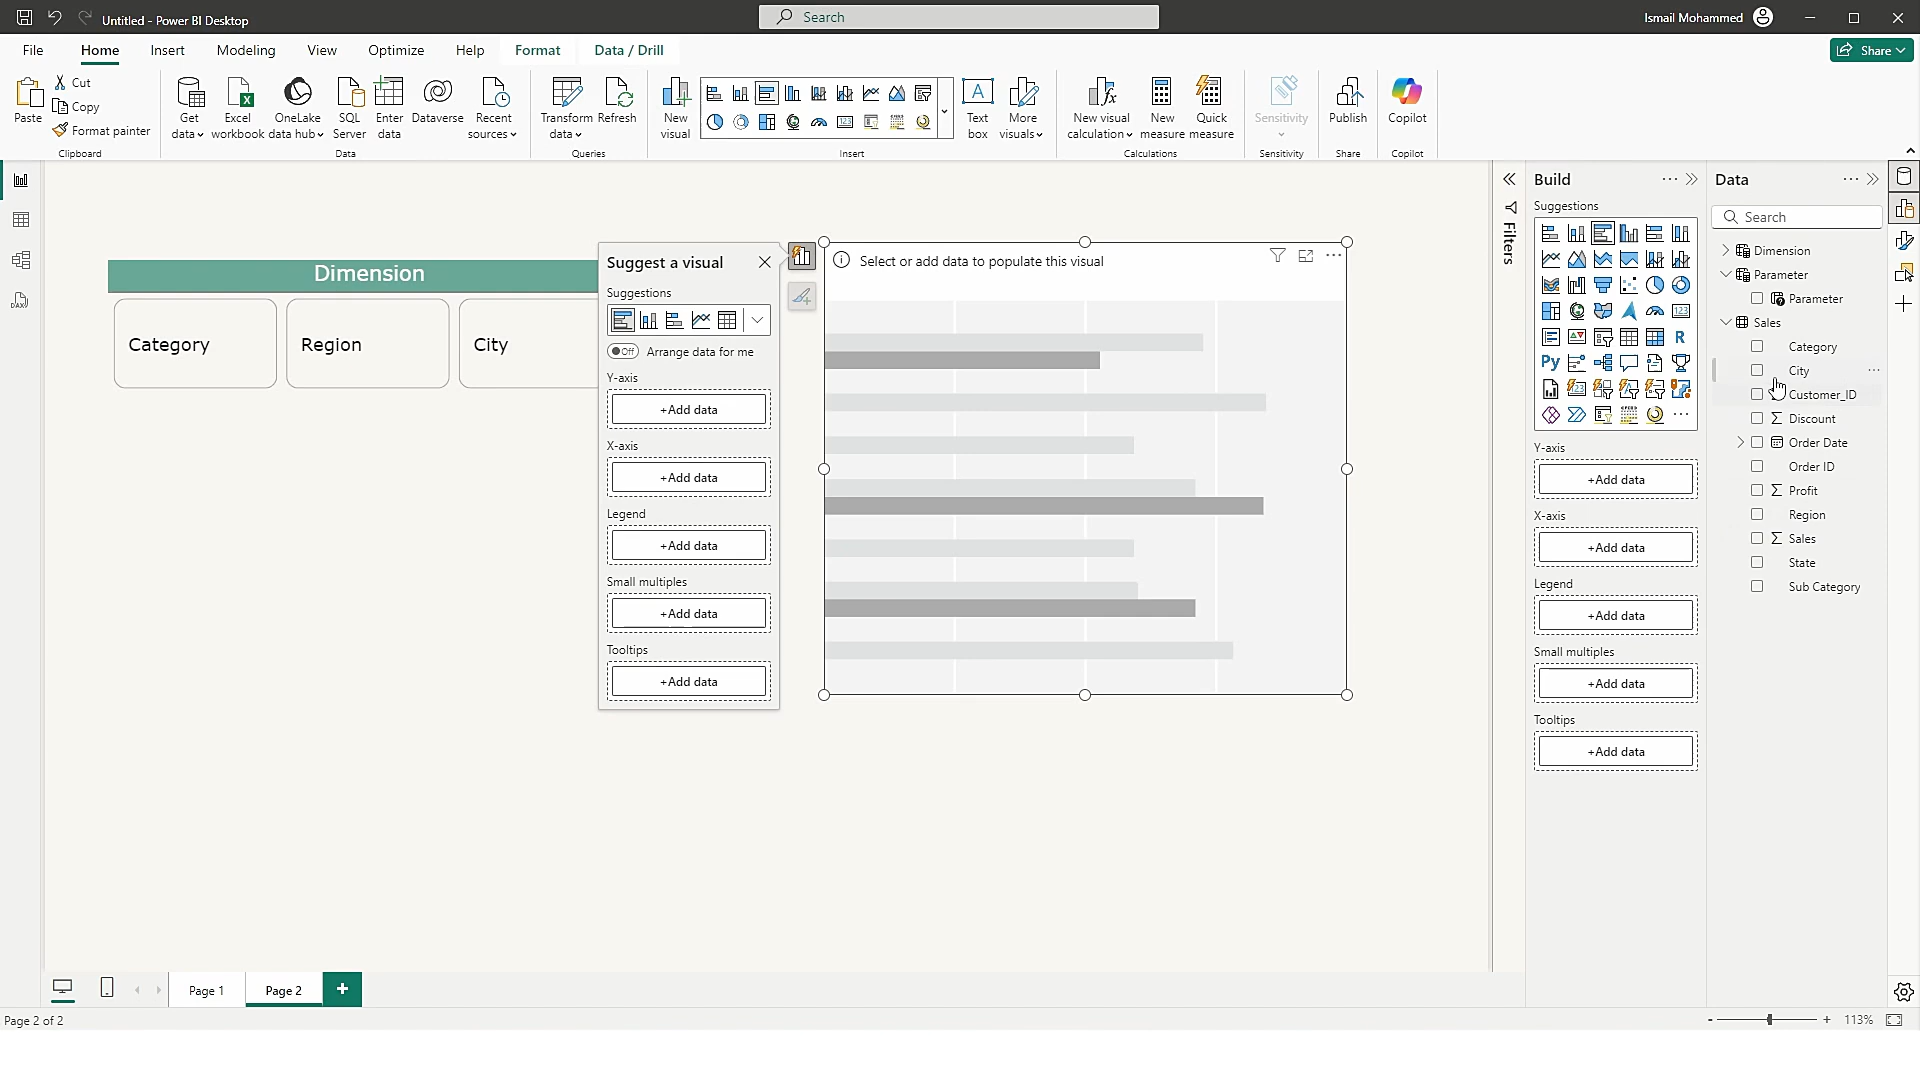 Untitled - Power BI Desktop
Search
Ismail Mohammed
File
Home
Insert
Modeling
View
Optimize
Help
Format
Data / Drill
Share
Paste
Cut
Copy
Format painter
Clipboard
Get data
Excel workbook
OneLake data hub
SQL Server
Enter data
Dataverse
Recent sources
Data
Transform data
Refresh
Queries
New visual
A
Text box
More visuals
Insert
New visual calculation
New measure
Quick measure
Calculations
Sensitivity
Sensitivity
Publish
Share
Copilot
Copilot
Dimension
Category
Region
City
Suggest a visual
Suggestions
Off
Arrange data for me
Y-axis
+Add data
X-axis
+Add data
Legend
+Add data
Small multiples
+Add data
Tooltips
+Add data
Select or add data to populate this visual
Filters
Build
Suggestions
R
Py
Y-axis
+Add data
X-axis
+Add data
Legend
+Add data
Small multiples
+Add data
Tooltips
+Add data
Data
Search
Dimension
Parameter
Parameter
Sales
Category
City
Customer_ID
Discount
Order Date
Order ID
Profit
Region
Sales
State
Sub Category
Page 1
Page 2
Page 2 of 2
113%